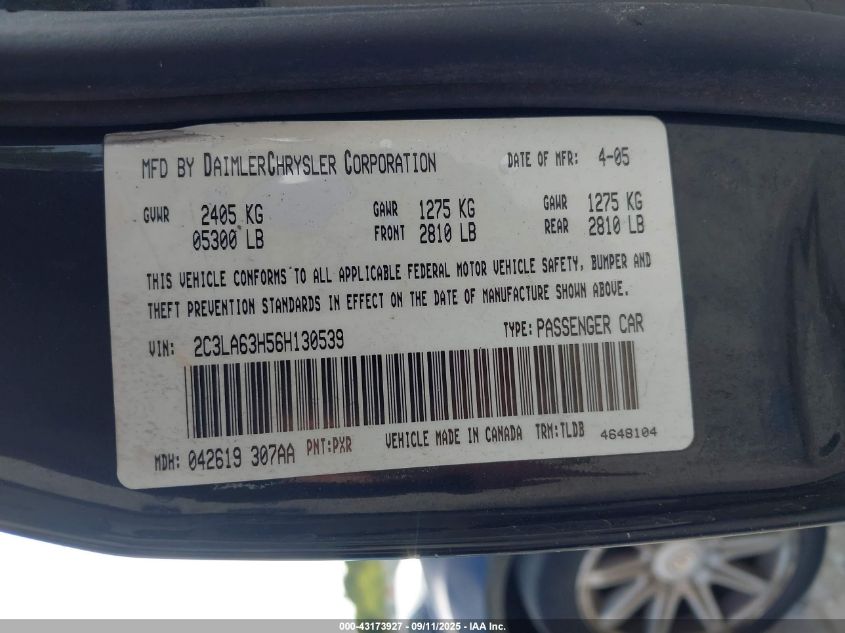 MFD BY DAIMLERCHRYSLER CORPORATION DATE OF MFR: 4-05
GVWR 2405 KG GAWR 1275 KG GAWR 1275 KG
05300 LB FRONT 2810 LB REAR 2810 LB
THIS VEHICLE CONFORMS TO ALL APPLICABLE FEDERAL MOTOR VEHICLE SAFETY, BUMPER AND
THEFT PREVENTION STANDARDS IN EFFECT ON THE DATE OF MANUFACTURE SHOWN ABOVE.
VIN: 2C3LA63H56H130539 TYPE: PASSENGER CAR
MDH: 042619 307AA PNT:PXR VEHICLE MADE IN CANADA TRM:TLDB 4648104
000-43173927 - 09/11/2025 - IAA Inc.